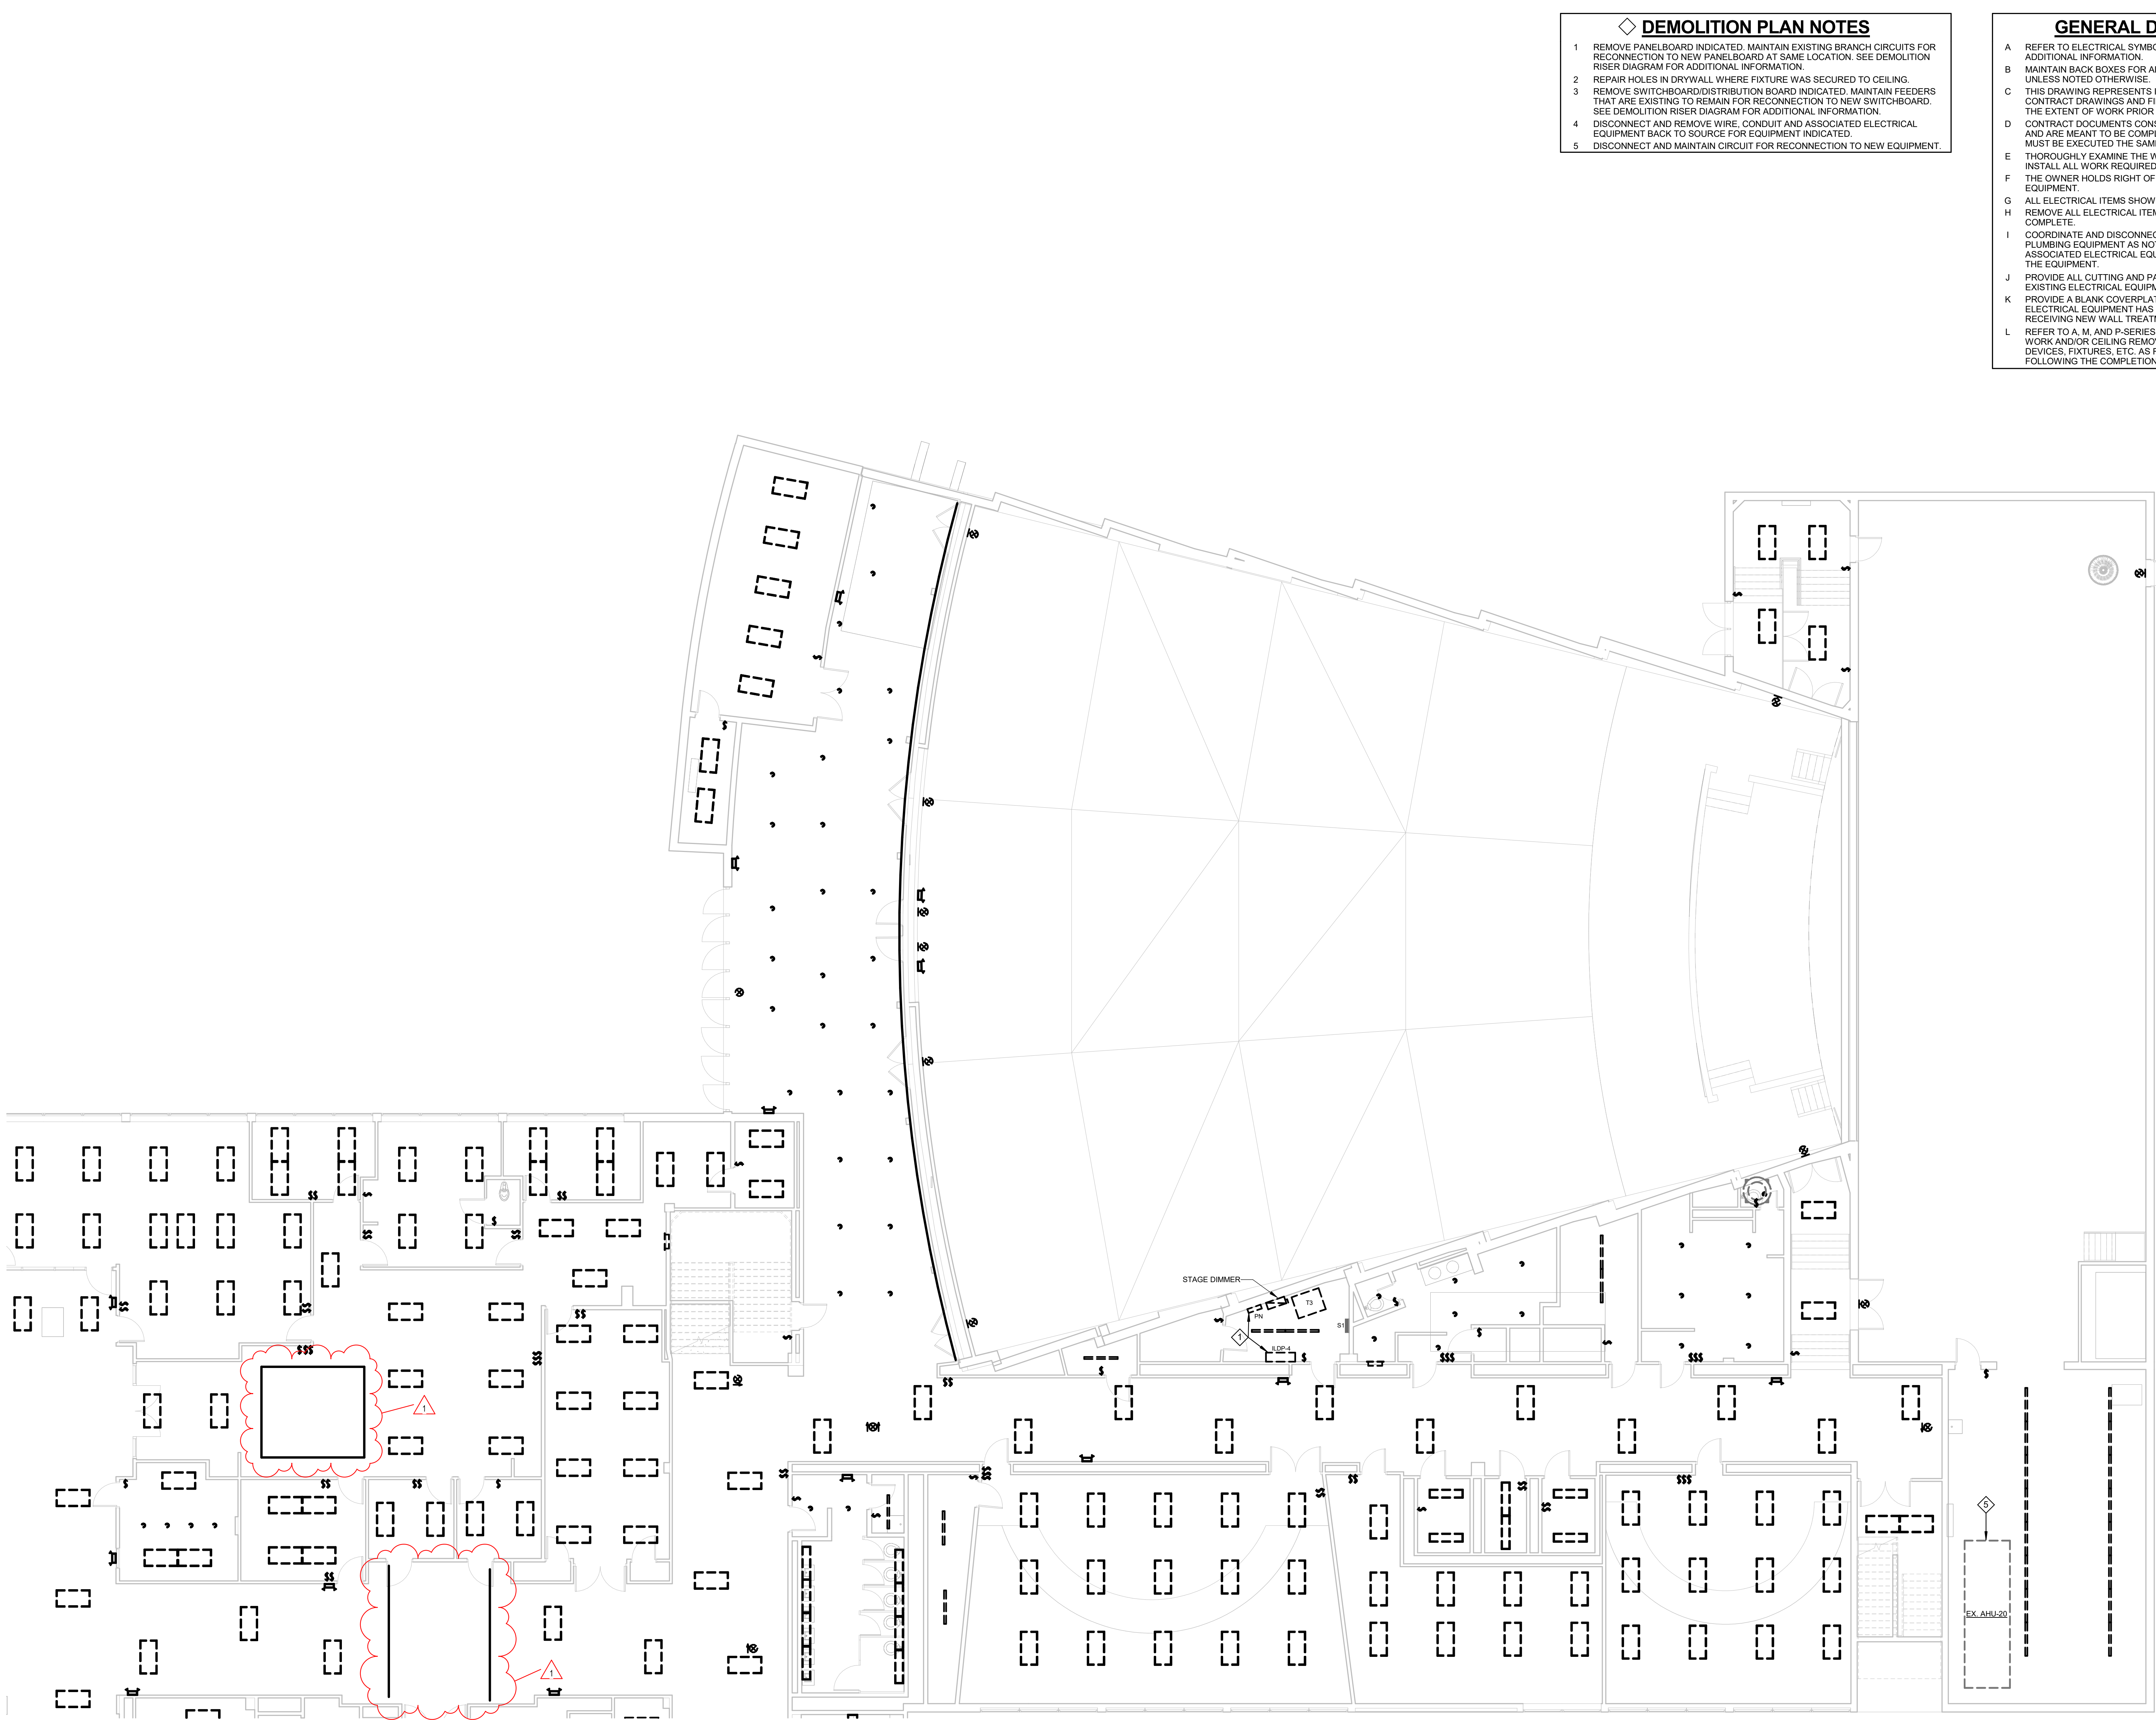 DEMOLITION PLAN NOTES
1 REMOVE PANELBOARD INDICATED. MAINTAIN EXISTING BRANCH CIRCUITS FOR
RECONNECTION TO NEW PANELBOARD AT SAME LOCATION. SEE DEMOLITION
RISER DIAGRAM FOR ADDITIONAL INFORMATION.
2 REPAIR HOLES IN DRYWALL WHERE FIXTURE WAS SECURED TO CEILING.
3 REMOVE SWITCHBOARD/DISTRIBUTION BOARD INDICATED. MAINTAIN FEEDERS
THAT ARE EXISTING TO REMAIN FOR RECONNECTION TO NEW SWITCHBOARD.
SEE DEMOLITION RISER DIAGRAM FOR ADDITIONAL INFORMATION.
4 DISCONNECT AND REMOVE WIRE, CONDUIT AND ASSOCIATED ELECTRICAL
EQUIPMENT BACK TO SOURCE FOR EQUIPMENT INDICATED.
5 DISCONNECT AND MAINTAIN CIRCUIT FOR RECONNECTION TO NEW EQUIPMENT.
GENERAL D
A REFER TO ELECTRICAL SYMBO
ADDITIONAL INFORMATION.
B MAINTAIN BACK BOXES FOR A
UNLESS NOTED OTHERWISE.
C THIS DRAWING REPRESENTS
CONTRACT DRAWINGS AND FI
THE EXTENT OF WORK PRIOR
D CONTRACT DOCUMENTS CONS
AND ARE MEANT TO BE COMPL
MUST BE EXECUTED THE SAM
E THOROUGHLY EXAMINE THE W
INSTALL ALL WORK REQUIRED
F THE OWNER HOLDS RIGHT OF
EQUIPMENT.
G ALL ELECTRICAL ITEMS SHOW
H REMOVE ALL ELECTRICAL ITEM
COMPLETE.
I COORDINATE AND DISCONNEC
PLUMBING EQUIPMENT AS NOT
ASSOCIATED ELECTRICAL EQU
THE EQUIPMENT.
J PROVIDE ALL CUTTING AND PA
EXISTING ELECTRICAL EQUIPM
K PROVIDE A BLANK COVERPLAT
ELECTRICAL EQUIPMENT HAS
RECEIVING NEW WALL TREATM
L REFER TO A, M, AND P-SERIES
WORK AND/OR CEILING REMOV
DEVICES, FIXTURES, ETC. AS
FOLLOWING THE COMPLETION
STAGE DIMMER
T3
PN
S1
1
ILDP-4
1
5
EX. AHU-20
1